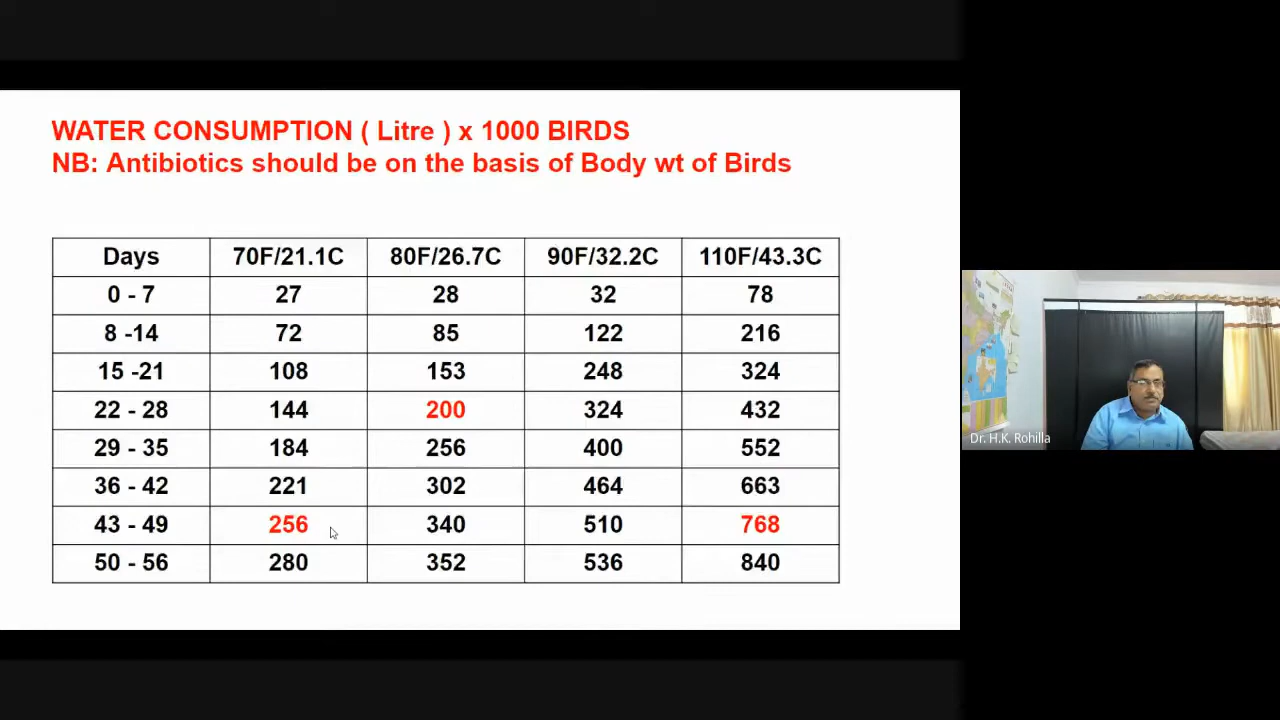 WATER CONSUMPTION ( Litre ) x 1000 BIRDS
NB: Antibiotics should be on the basis of Body wt of Birds
Days 70F/21.1C 80F/26.7C 90F/32.2C 110F/43.3C
0 - 7 27 28 32 78
8 -14 72 85 122 216
15 -21 108 153 248 324
22 - 28 144 200 324 432
29 - 35 184 256 400 552
36 - 42 221 302 464 663
43 - 49 256 340 510 768
50 - 56 280 352 536 840
Dr. H.K. Rohilla